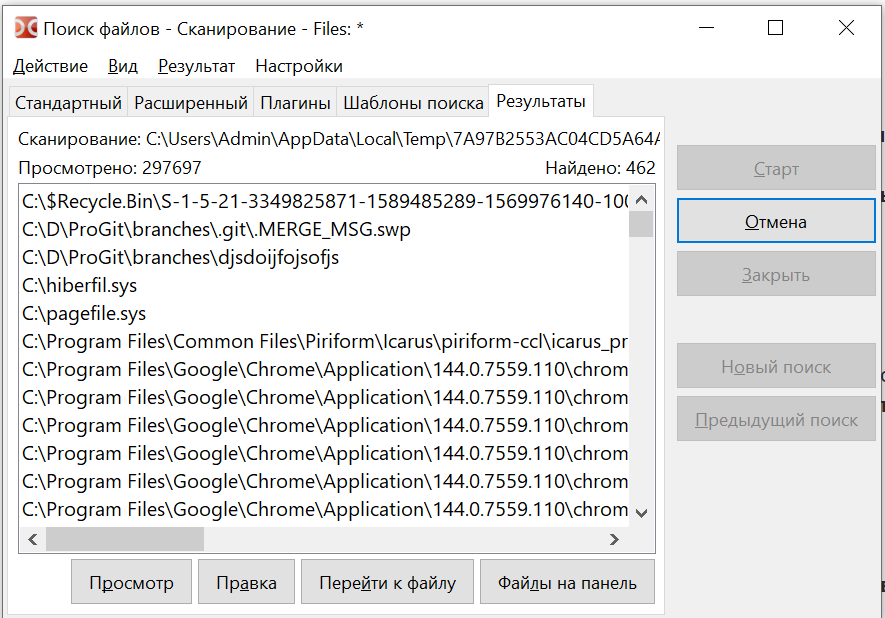 Поиск файлов - Сканирование - Files: *
Действие Вид Результат Настройки
Стандартный Расширенный Плагины Шаблоны поиска Результаты
Сканирование: C:\Users\Admin\AppData\Local\Temp\7A97B2553AC04CD5A64A
Просмотрено: 297697 Найдено: 462
C:\$Recycle.Bin\S-1-5-21-3349825871-1589485289-1569976140-100
C:\D\ProGit\branches\.git\.MERGE_MSG.swp
C:\D\ProGit\branches\djsdoijfojsofjs
C:\hiberfil.sys
C:\pagefile.sys
C:\Program Files\Common Files\Piriform\Icarus\piriform-ccl\icarus_pr
C:\Program Files\Google\Chrome\Application\144.0.7559.110\chrom
C:\Program Files\Google\Chrome\Application\144.0.7559.110\chrom
C:\Program Files\Google\Chrome\Application\144.0.7559.110\chrom
C:\Program Files\Google\Chrome\Application\144.0.7559.110\chrom
C:\Program Files\Google\Chrome\Application\144.0.7559.110\chrom
C:\Program Files\Google\Chrome\Application\144.0.7559.110\chrom
Просмотр Правка Перейти к файлу Файлы на панель
Старт
Отмена
Закрыть
Новый поиск
Предыдущий поиск